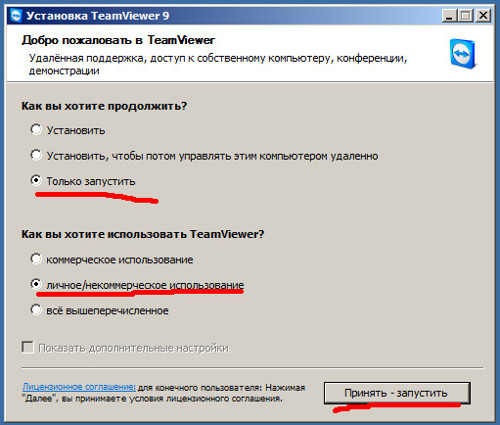 Установка TeamViewer 9
Добро пожаловать в TeamViewer
Удалённая поддержка, доступ к собственному компьютеру, конференции,
демонстрации
Как вы хотите продолжить?
Установить
Установить, чтобы потом управлять этим компьютером удаленно
Только запустить
Как вы хотите использовать TeamViewer?
коммерческое использование
личное/некоммерческое использование
всё вышеперечисленное
Показать дополнительные настройки
Лицензионное соглашение: для конечного пользователя: Нажимая
"Далее", вы принимаете условия лицензионного соглашения.
Принять - запустить